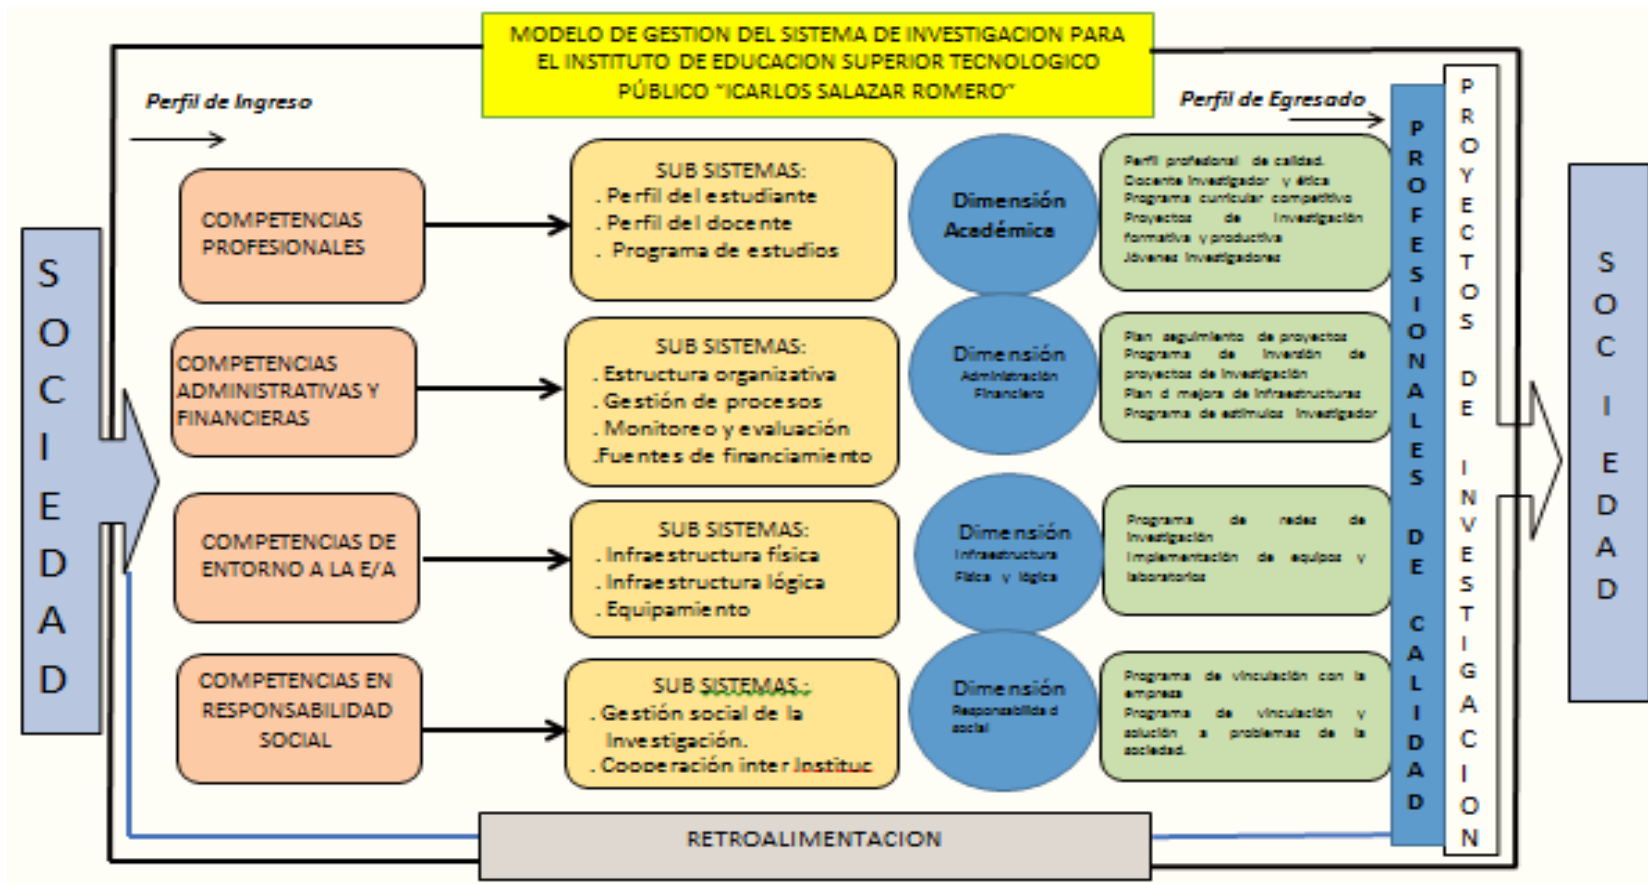 MODELO DE GESTION DEL SISTEMA DE INVESTIGACION PARA
EL INSTITUTO DE EDUCACION SUPERIOR TECNOLOGICO
PÚBLICO "ICARLOS SALAZAR ROMERO"
Perfil de Ingreso
Perfil de Egresado
SOCIEDAD
COMPETENCIAS
PROFESIONALES
SUB SISTEMAS:
. Perfil del estudiante
. Perfil del docente
. Programa de estudios
Dimensión
Académica
Perfil profesional de calidad.
Docente investigador y ética
Programa curricular competitivo
Proyectos de Investigación
formativa y productiva
Jóvenes investigadores
COMPETENCIAS
ADMINISTRATIVAS Y
FINANCIERAS
SUB SISTEMAS:
. Estructura organizativa
. Gestión de procesos
. Monitoreo y evaluación
.Fuentes de financiamiento
Dimensión
Administración
Financiero
Plan seguimiento de proyectos
Programa de inversión de
proyectos de investigación
Plan d mejora de infraestructuras
Programa de estímulos investigador
COMPETENCIAS DE
ENTORNO A LA E/A
SUB SISTEMAS:
. Infraestructura física
. Infraestructura lógica
. Equipamiento
Dimensión
Infraestructura
Física y lógica
Programa de redes de
investigación
Implementación de equipos y
laboratorios
COMPETENCIAS EN
RESPONSABILIDAD
SOCIAL
SUB SISTEMAS.:
. Gestión social de la
Investigación.
. Cooperación inter Instituc
Dimensión
Responsabilida d
social
Programa de vinculación con la
empresa
Programa de vinculación y
solución a problemas de la
sociedad.
PROFESIONALES DE CALIDAD
PROYECTOS DE INVESTIGACION
SOCIEDAD
RETROALIMENTACION